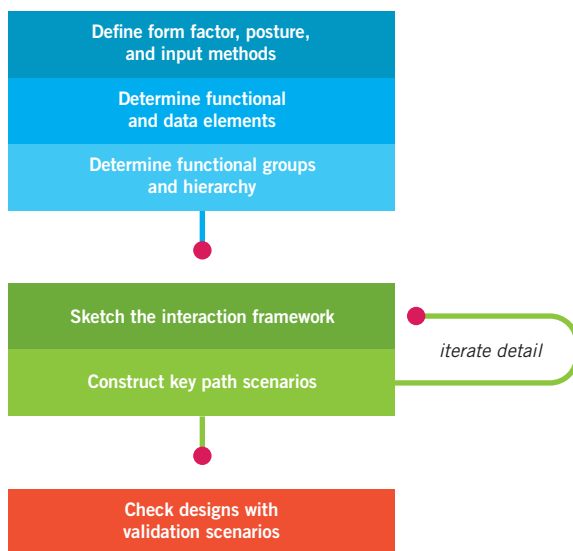 Define form factor, posture,
and input methods
Determine functional
and data elements
Determine functional groups
and hierarchy
Sketch the interaction framework
iterate detail
Construct key path scenarios
Check designs with
validation scenarios